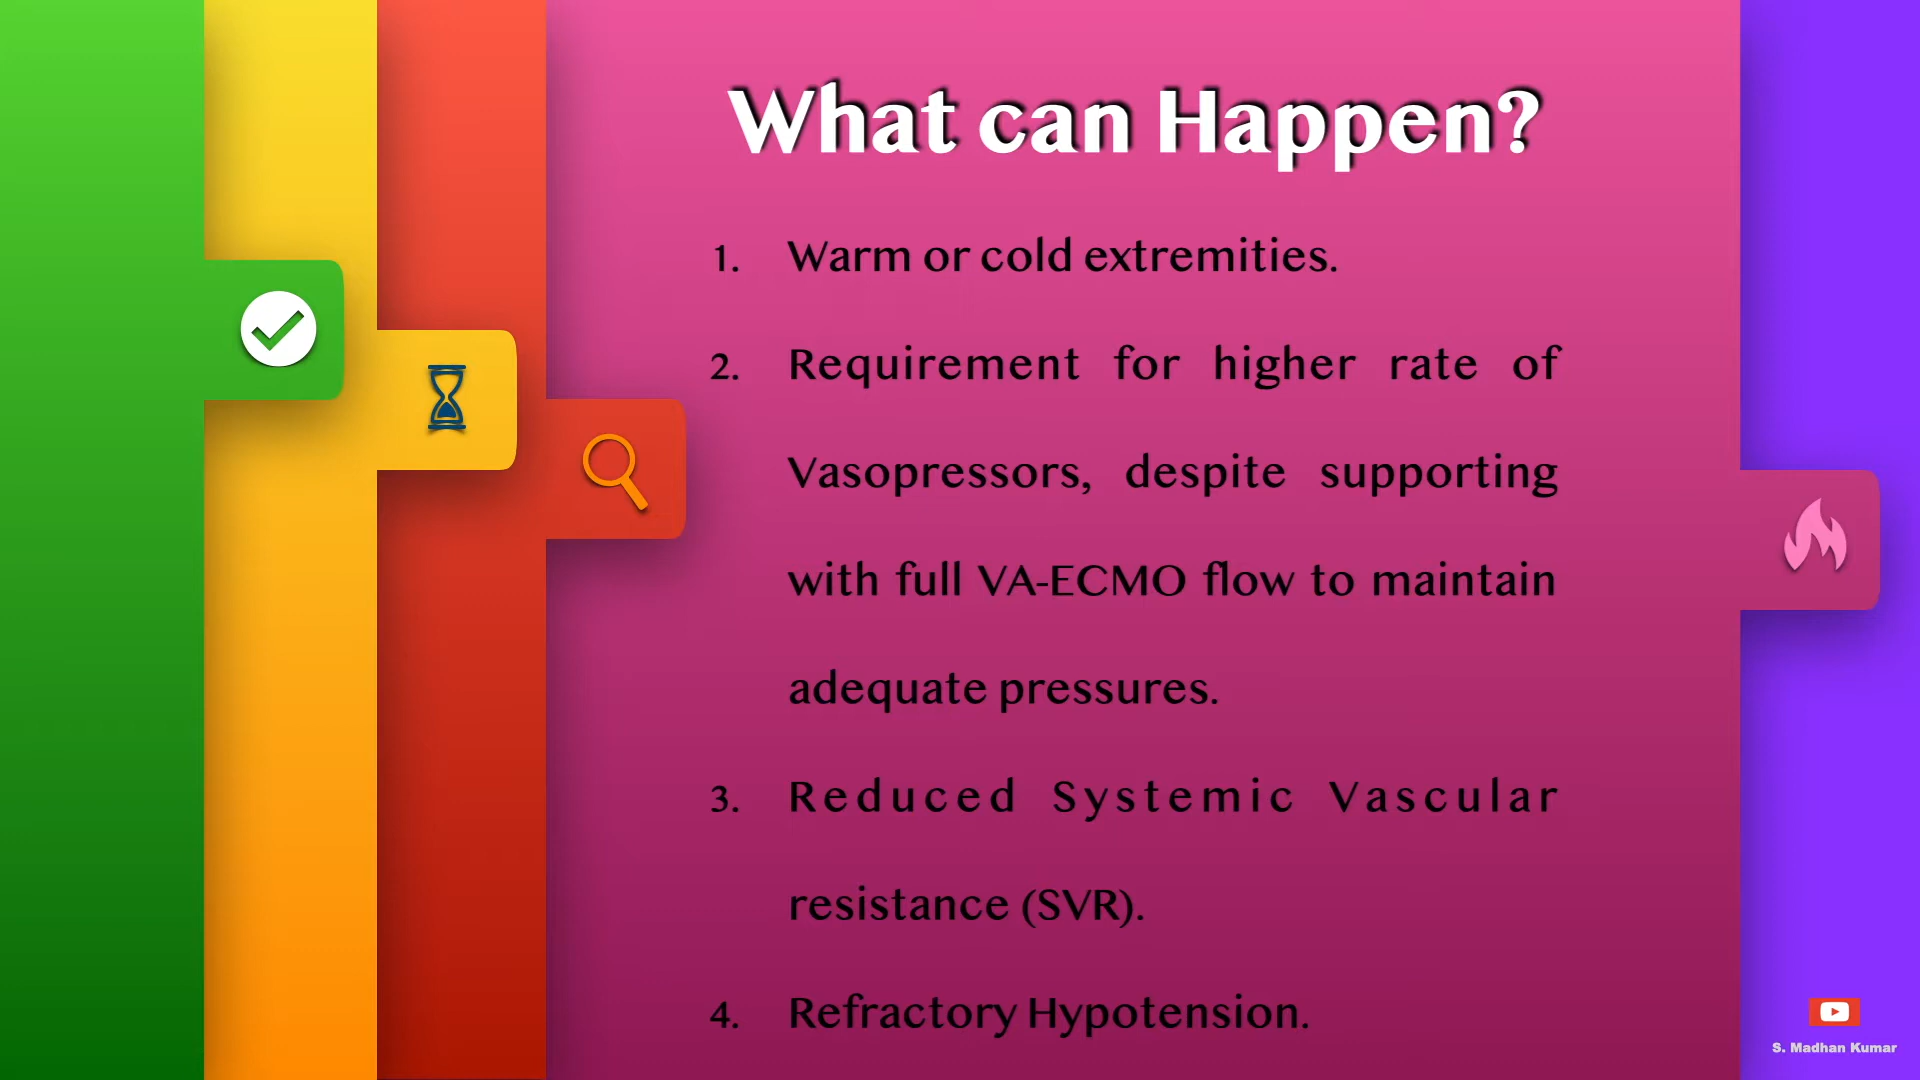 What can Happen?
1. Warm or cold extremities.
2. Requirement for higher rate of
Vasopressors, despite supporting
with full VA-ECMO flow to maintain
adequate pressures.
3. Reduced Systemic Vascular
resistance (SVR).
4. Refractory Hypotension.
S. Madhan Kumar